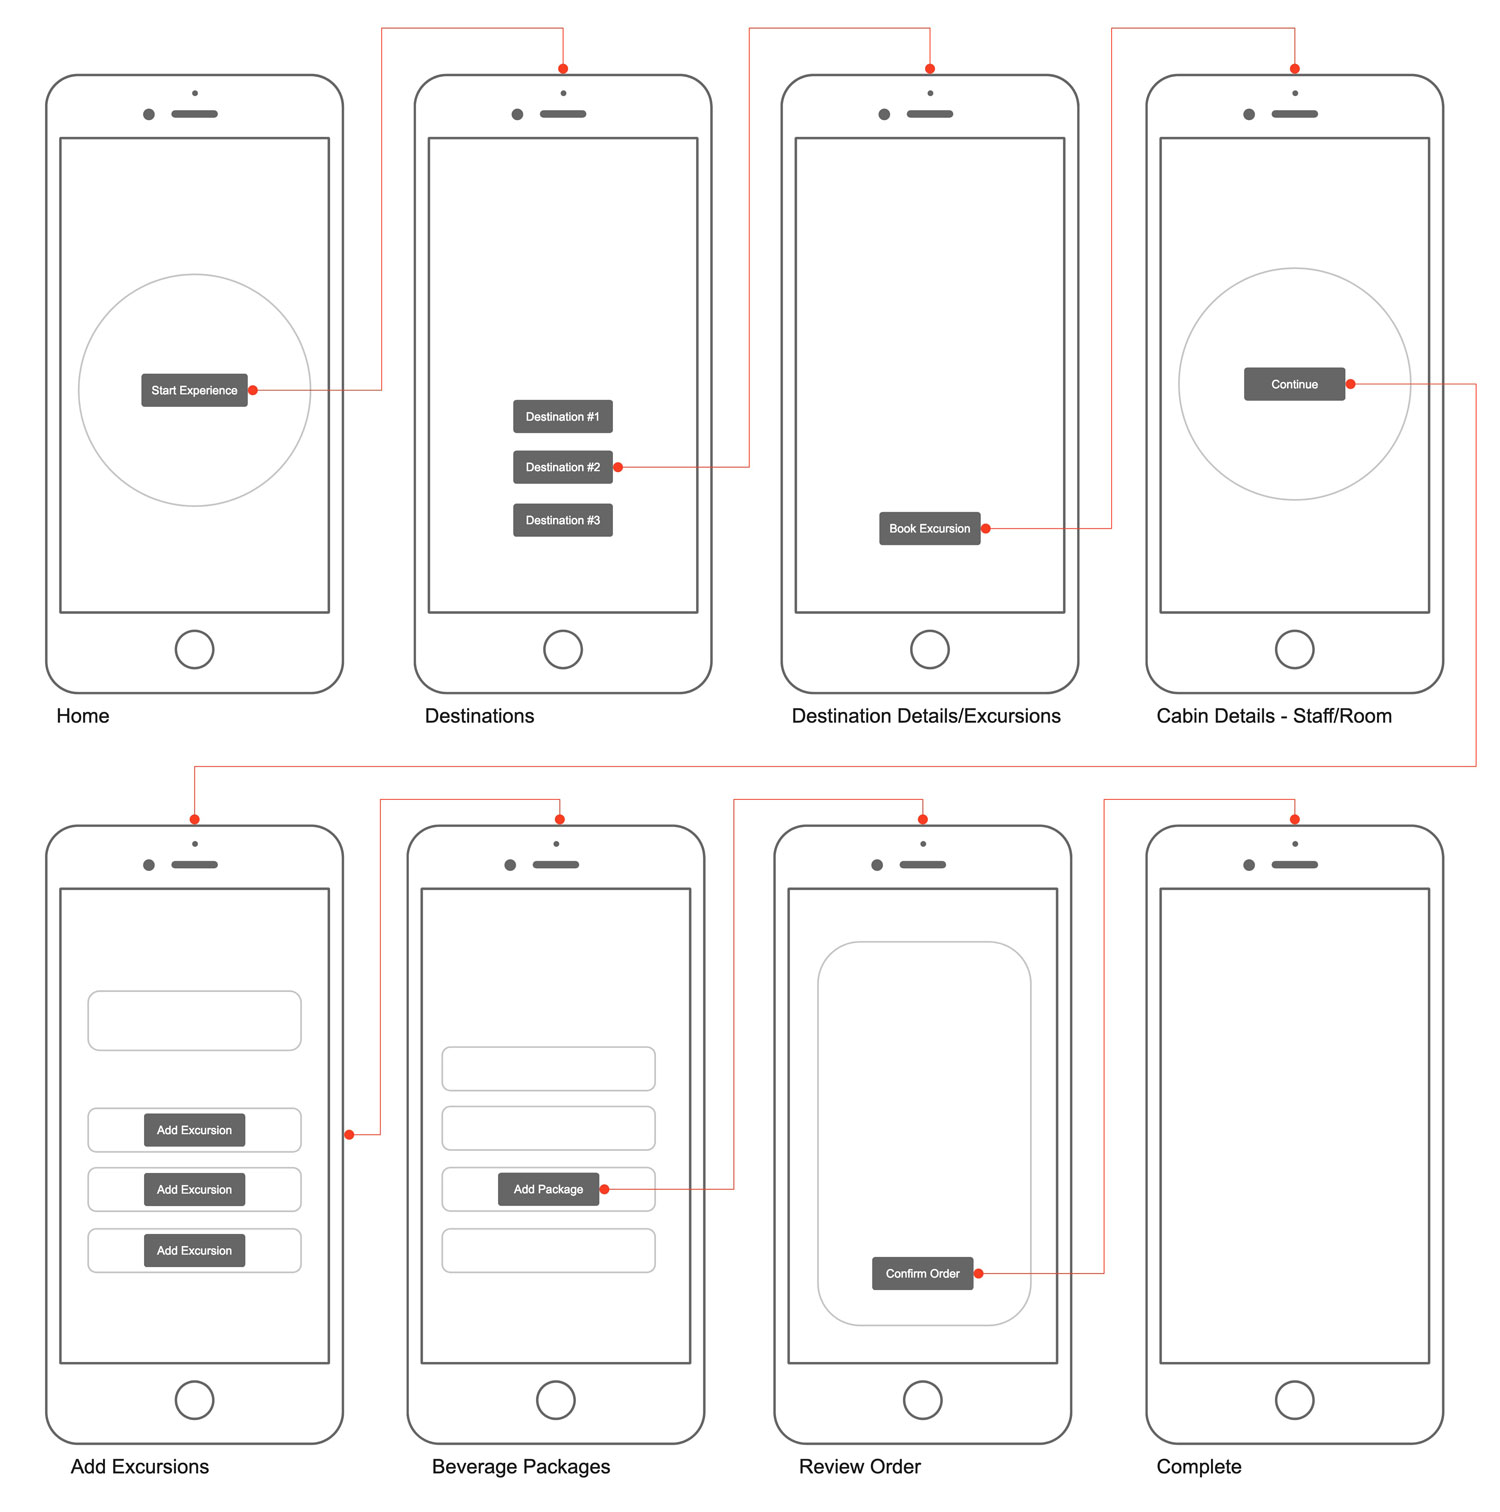 Start Experience
Destination #1
Destination #2
Destination #3
Book Excursion
Continue
Home
Destinations
Destination Details/Excursions
Cabin Details - Staff/Room
Add Excursion
Add Excursion
Add Excursion
Add Package
Confirm Order
Add Excursions
Beverage Packages
Review Order
Complete